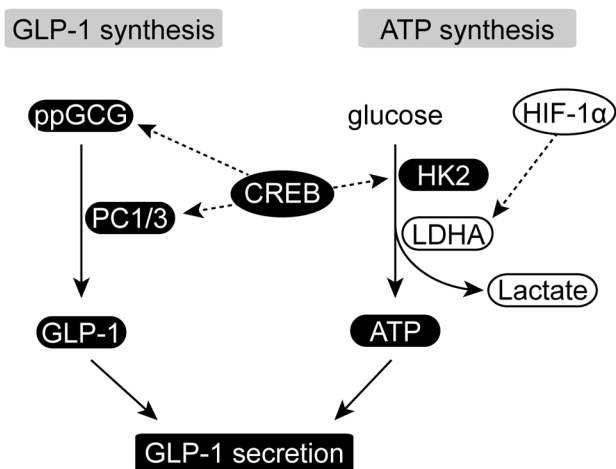 GLP-1 synthesis
ATP synthesis
ppGCG
glucose
HIF-1α
CREB
HK2
PC1/3
LDHA
Lactate
GLP-1
ATP
GLP-1 secretion